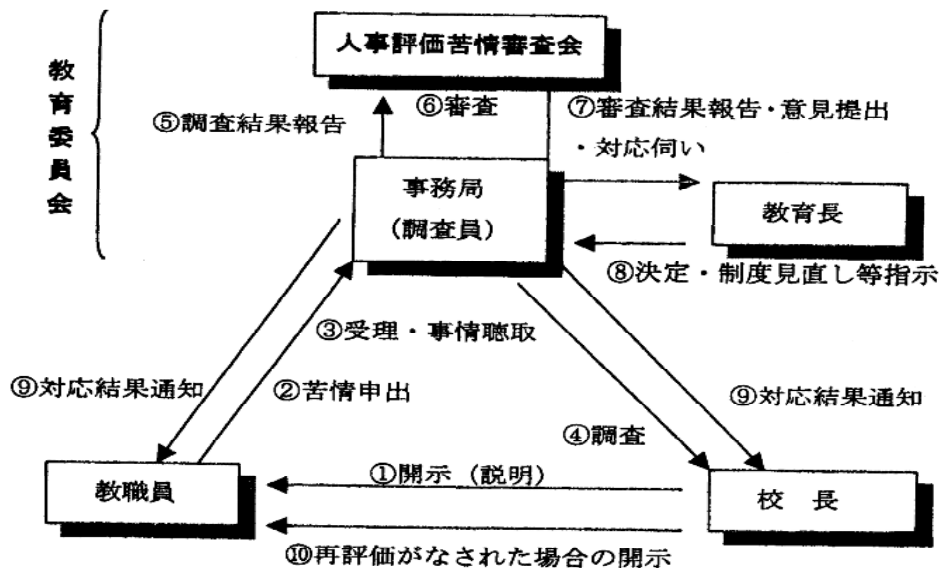 人事評価苦情審査会
教育委員会
⑤調査結果報告
⑥審査
⑦審査結果報告・意見提出
・対応伺い
事務局
(調査員)
教育長
⑧決定・制度見直し等指示
③受理・事情聴取
⑨対応結果通知
②苦情申出
⑨対応結果通知
④調査
教職員
①開示 (説明)
校 長
⑩再評価がなされた場合の開示